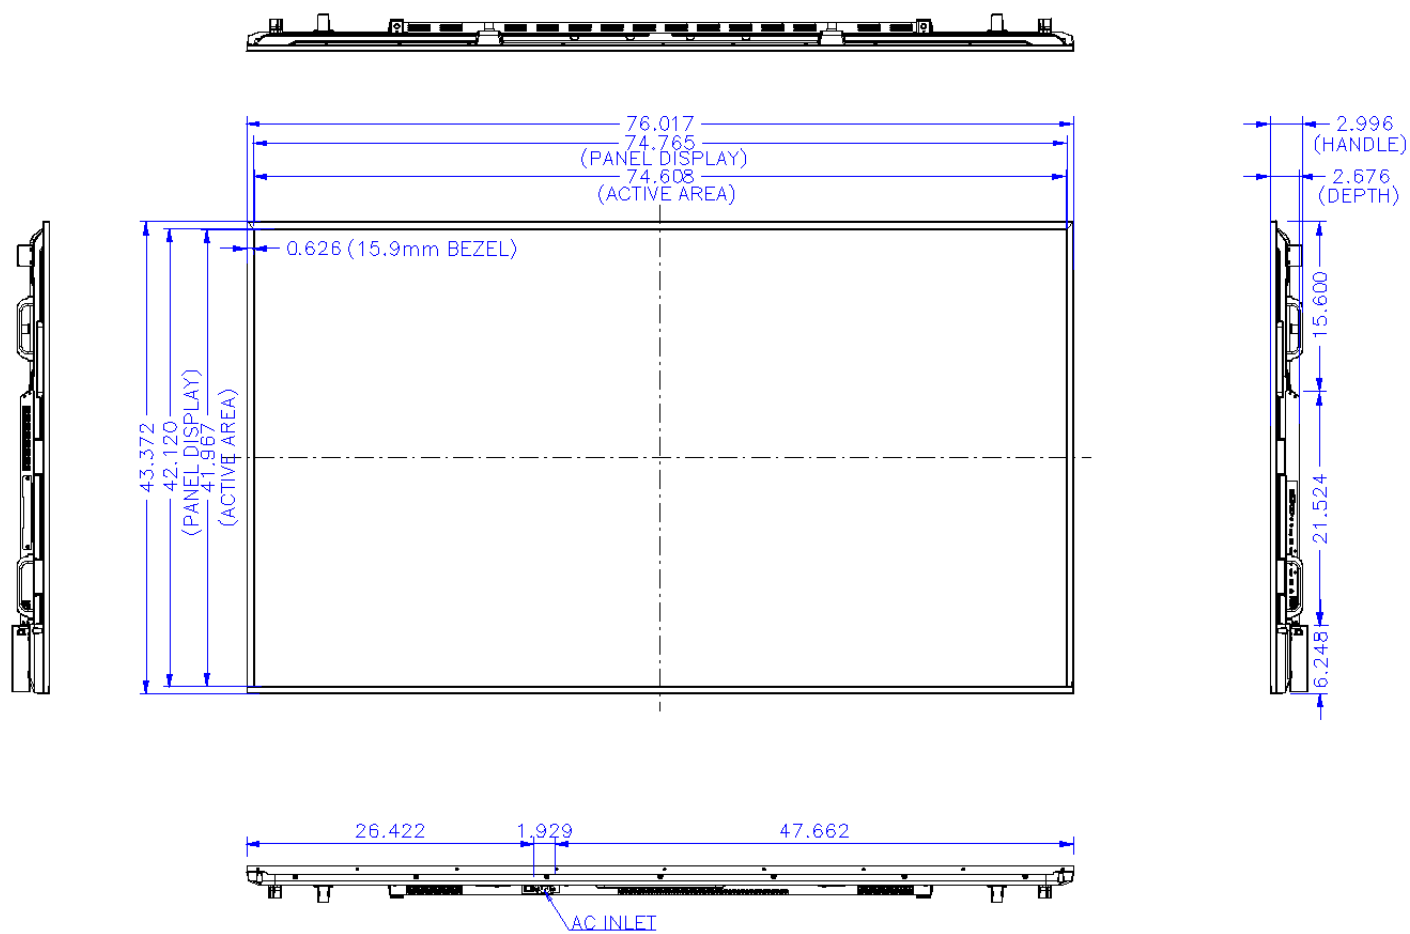 76.017
74.765
(PANEL DISPLAY)
74.608
(ACTIVE AREA)
2.996
(HANDLE)
2.676
(DEPTH)
0.626 (15.9mm BEZEL)
43.372
42.120
(PANEL DISPLAY)
41.967
(ACTIVE AREA)
15.600
21.524
6.248
26.422
1.929
47.662
AC INLET